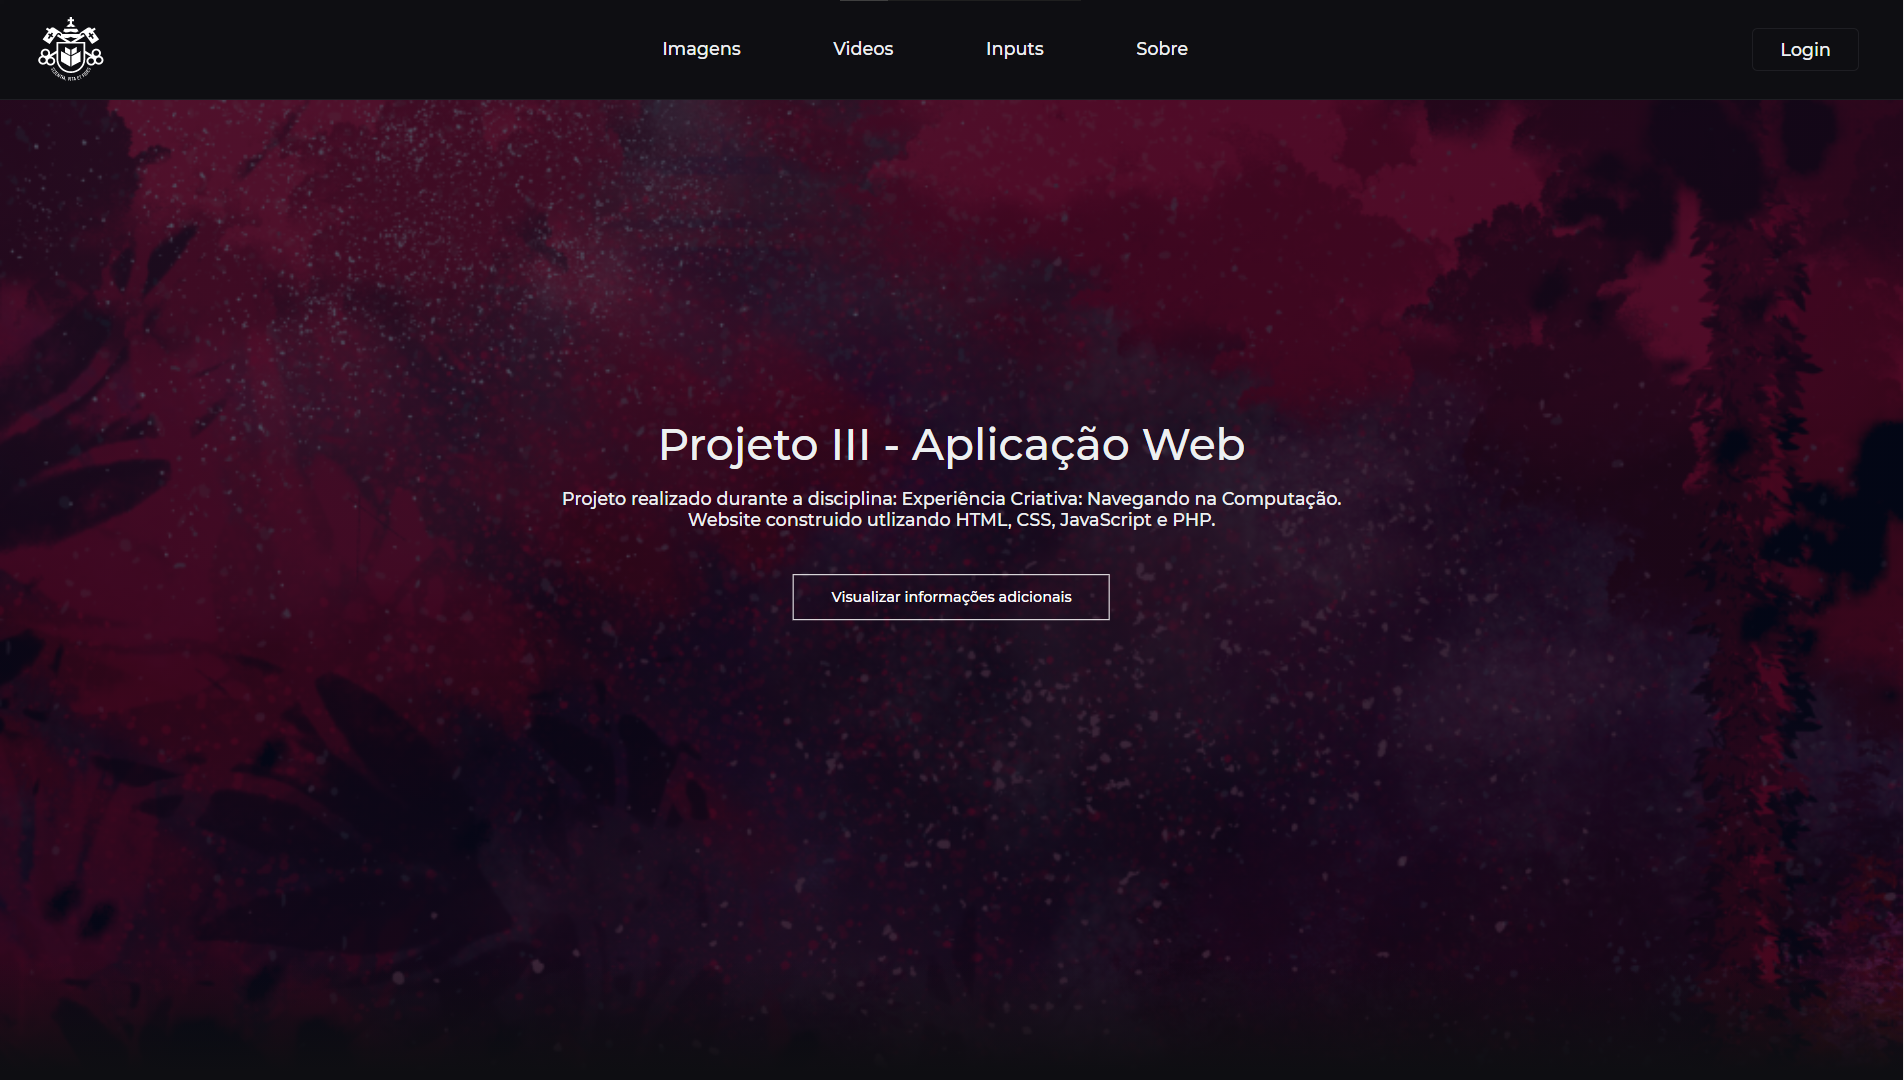 Imagens
Videos
Inputs
Sobre
Login
Projeto III - Aplicação Web
Projeto realizado durante a disciplina: Experiência Criativa: Navegando na Computação.
Website construido utlizando HTML, CSS, JavaScript e PHP.
Visualizar informações adicionais